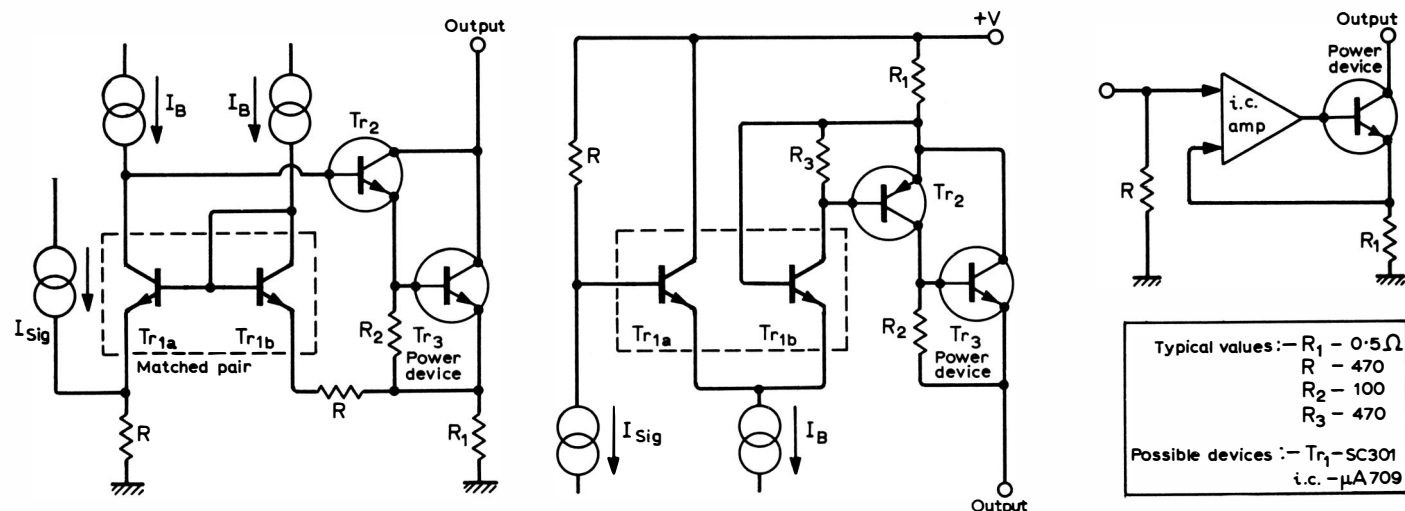 Output
I_B
I_B
Tr2
I_Sig
Tr1a
Tr1b
Matched pair
R2
Tr3
Power
device
R
R
R1
+V
R1
R
R3
Tr2
Tr1a
Tr1b
R2
Tr3
Power
device
I_Sig
I_B
Output
Output
Power
device
i.c.
amp
R
R1
Typical values:- R1 - 0·5Ω
R - 470
R2 - 100
R3 - 470
Possible devices :- Tr1-SC301
i.c. -μA709